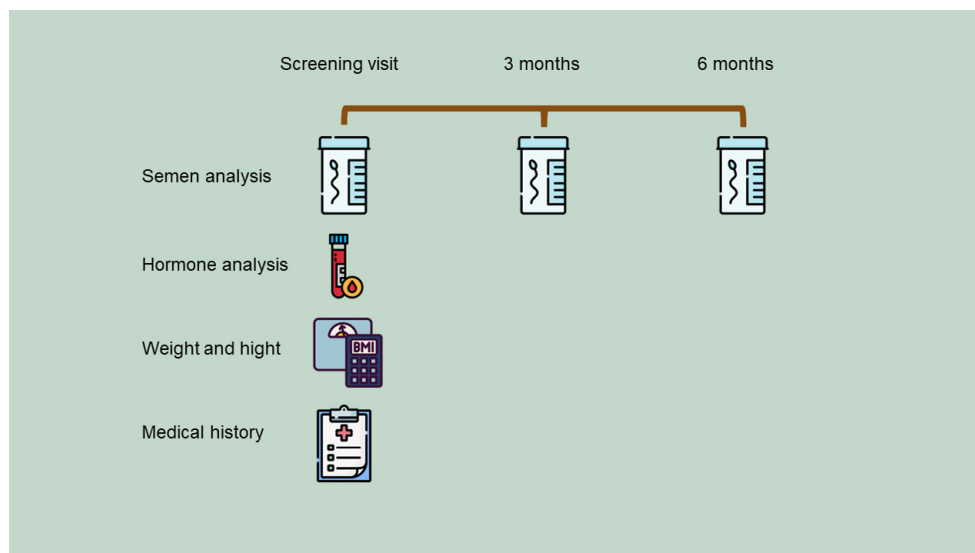 Screening visit 3 months 6 months
Semen analysis
Hormone analysis
Weight and hight
BMI
Medical history